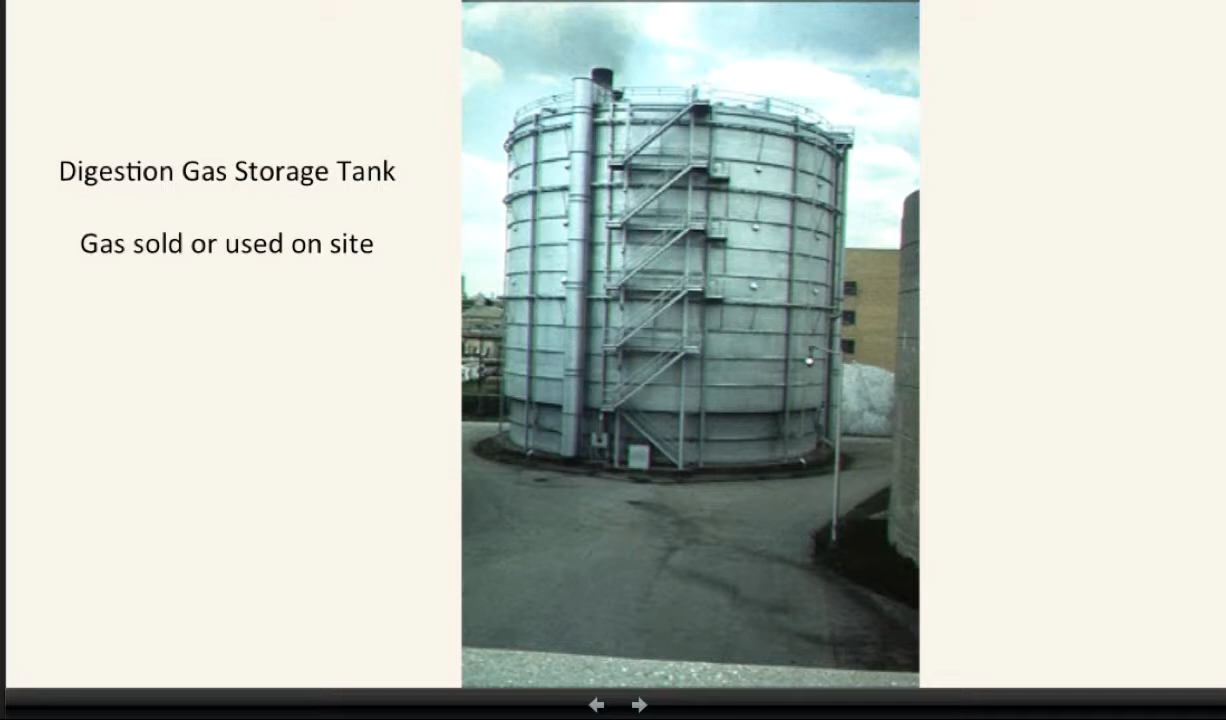 Digestion Gas Storage Tank
Gas sold or used on site